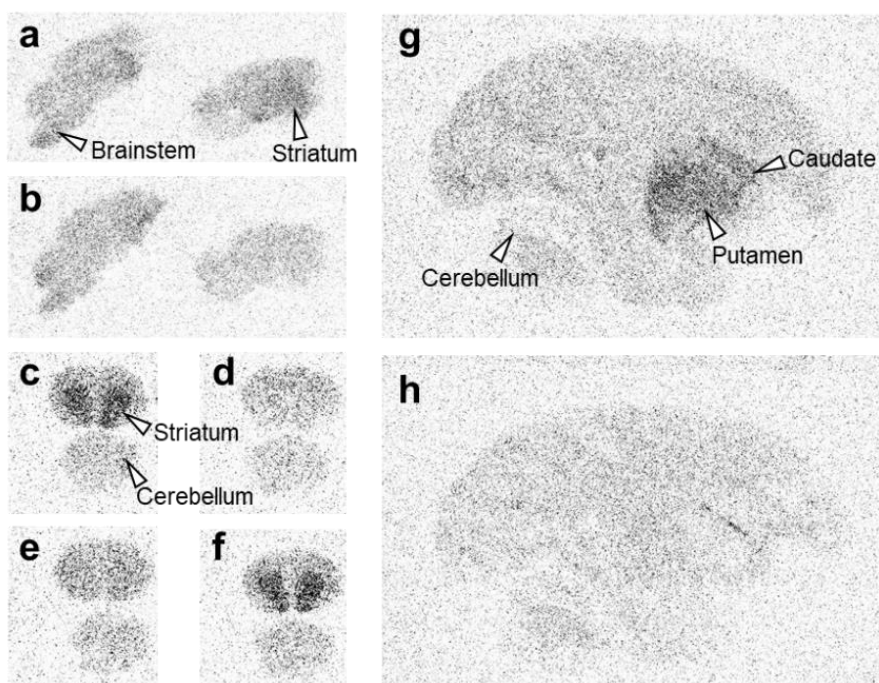 a
Brainstem
Striatum
b
c
Striatum
Cerebellum
d
e
f
g
Caudate
Putamen
Cerebellum
h